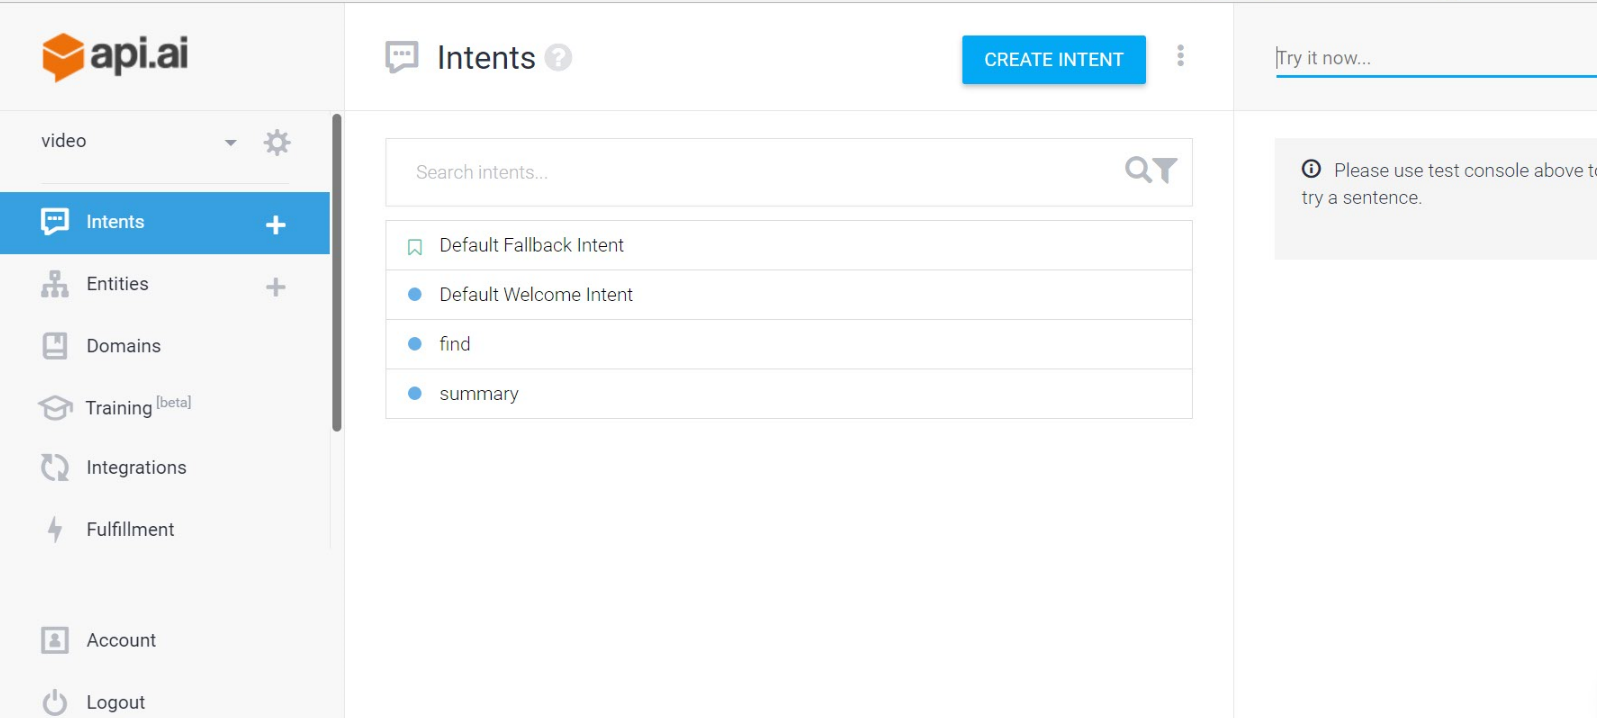 api.ai
video
Intents
Entities
Domains
Training [beta]
Integrations
Fulfillment
Account
Logout
Intents ?
CREATE INTENT
Search intents...
Default Fallback Intent
Default Welcome Intent
find
summary
Try it now...
Please use test console above
try a sentence.